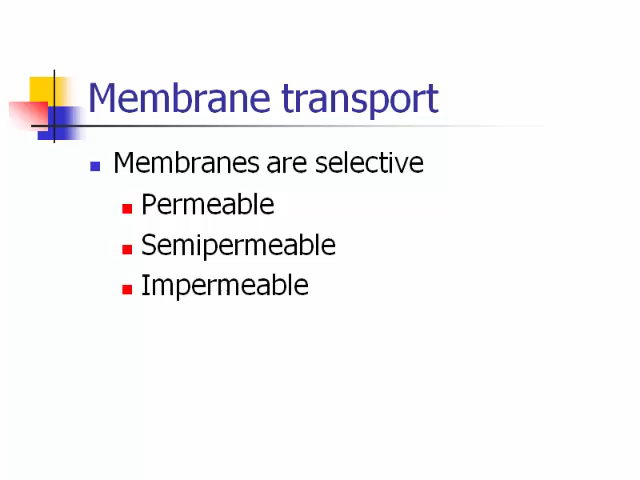 Membrane transport
Membranes are selective
Permeable
Semipermeable
Impermeable